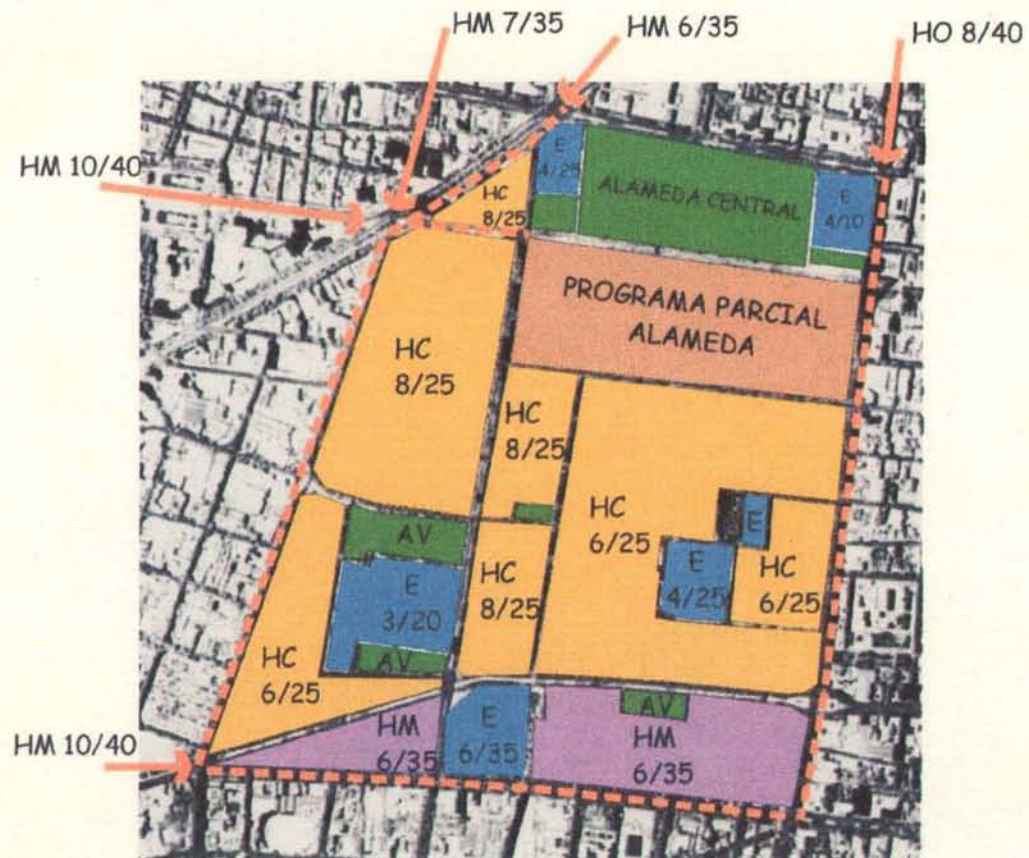 HM 7/35
HM 6/35
HO 8/40
HM 10/40
E
4/25
ALAMEDA CENTRAL
E
4/10
HC
8/25
PROGRAMA PARCIAL
ALAMEDA
HC
8/25
HC
8/25
HC
6/25
E
AV
E
3/20
HC
8/25
E
4/25
HC
6/25
AV
HC
6/25
HM 10/40
HM
6/35
E
6/35
AV
HM
6/35